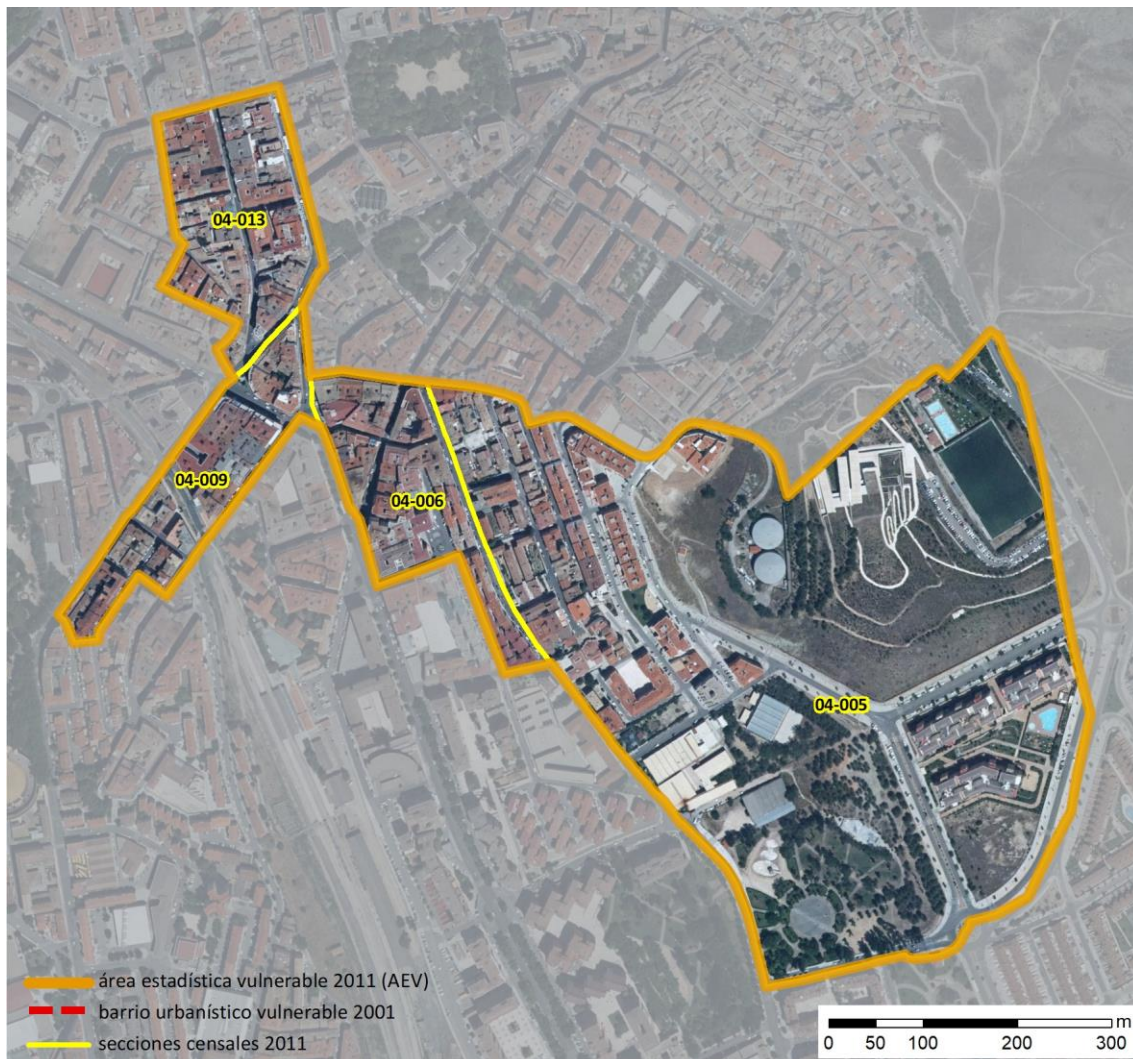 04-013
04-009
04-006
04-005
área estadística vulnerable 2011 (AEV)
barrio urbanístico vulnerable 2001
secciones censales 2011
m
0 50 100 200 300